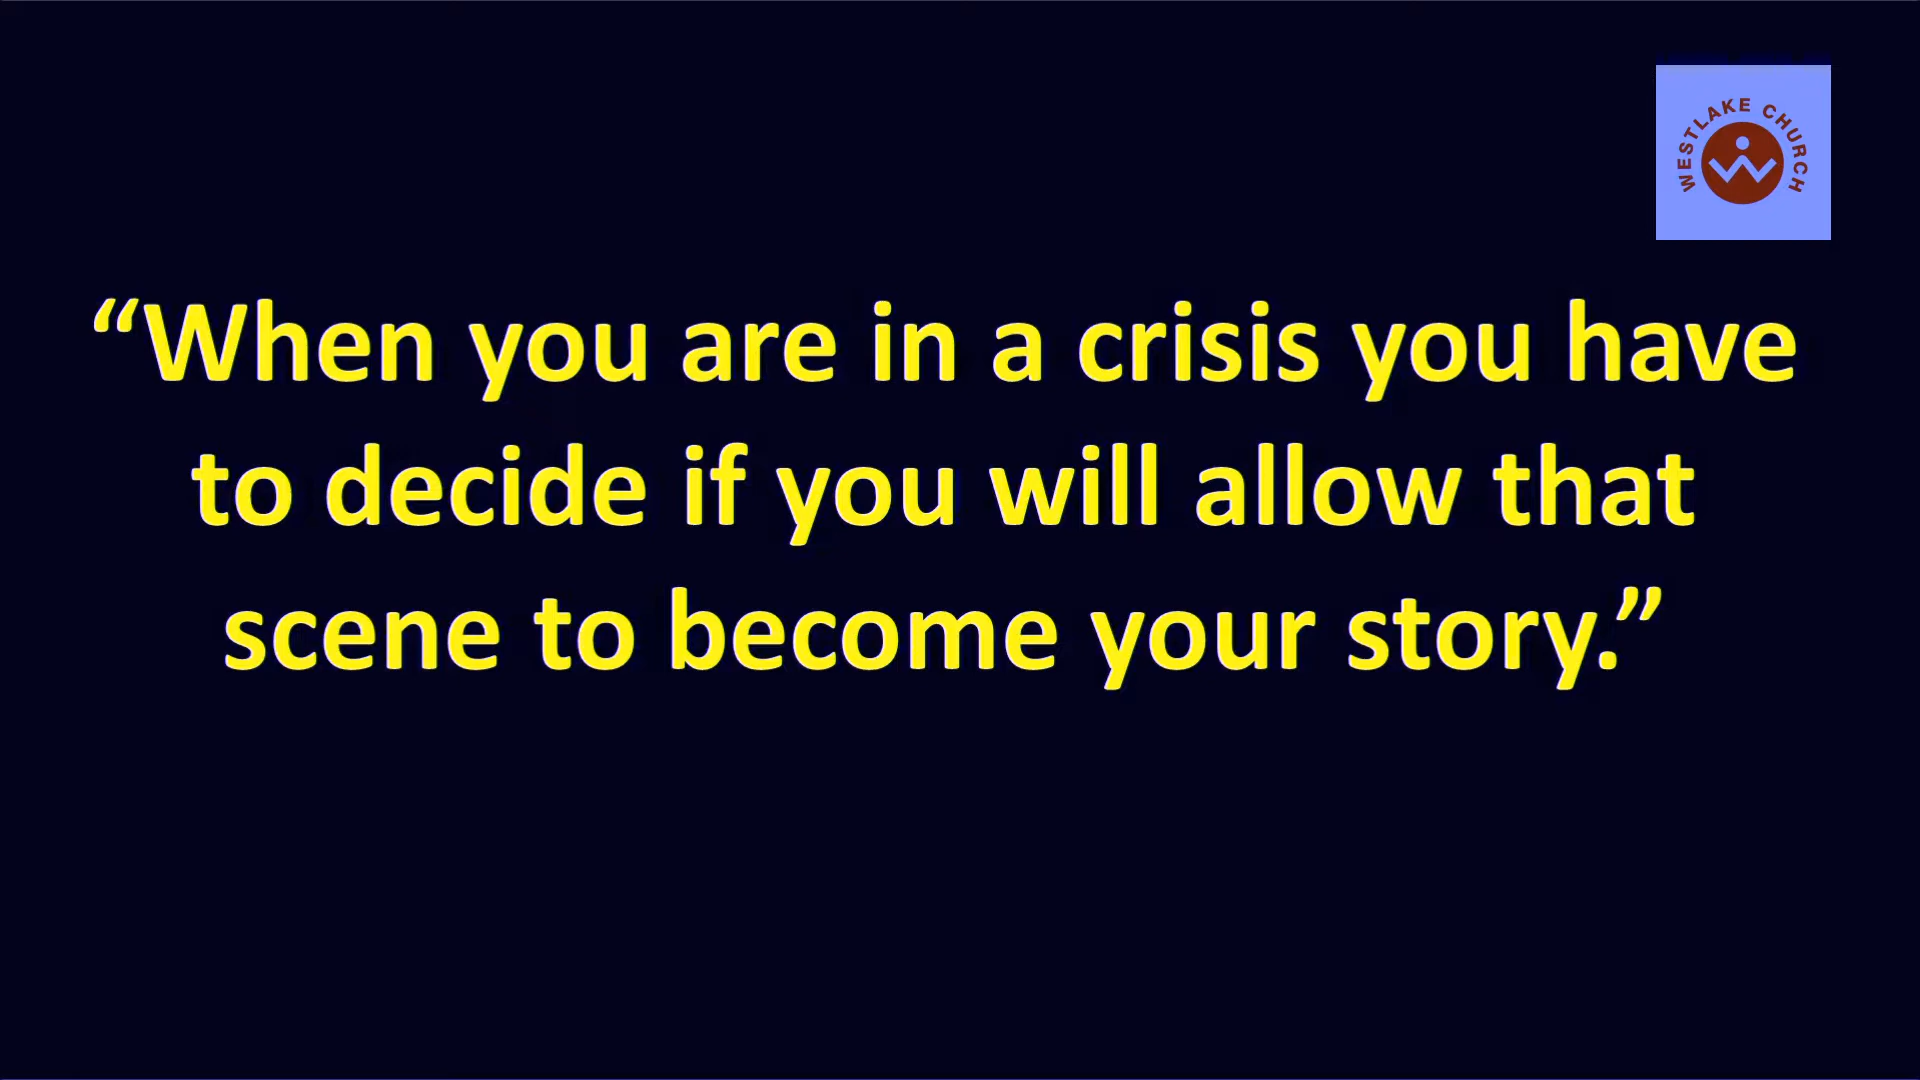 WESTLAKE CHURCH
“When you are in a crisis you have
to decide if you will allow that
scene to become your story.”